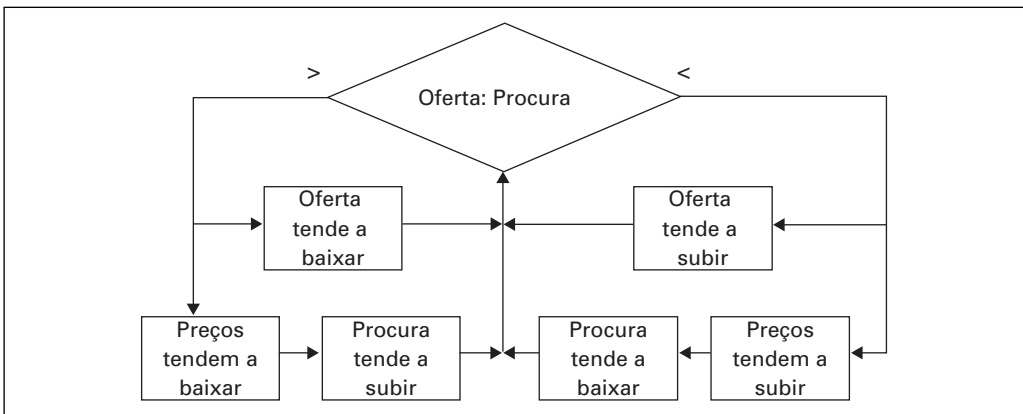 >
<
Oferta: Procura
Oferta
tende a
baixar
Oferta
tende a
subir
Preços
tendem a
baixar
Procura
tende a
subir
Procura
tende a
baixar
Preços
tendem a
subir